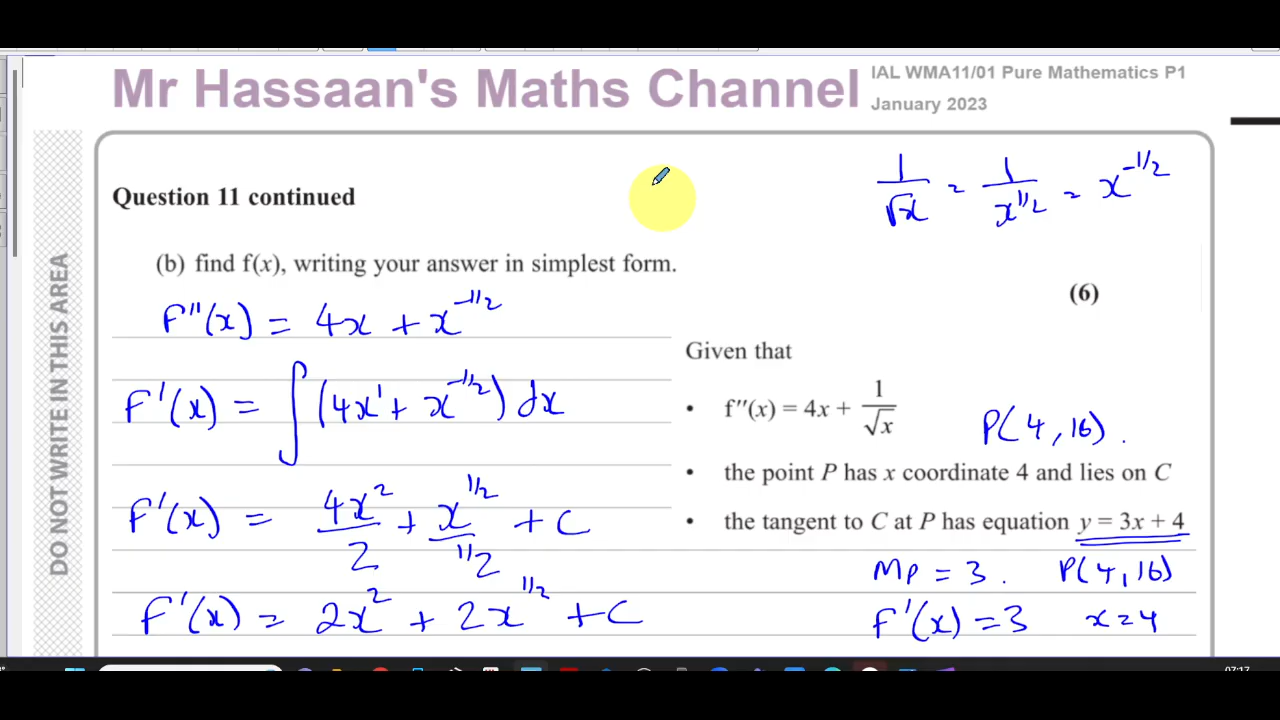 Mr Hassaan's Maths Channel
IAL WMA11/01 Pure Mathematics P1
January 2023
1/√x = 1/x^1/2 = x^-1/2
Question 11 continued
(b) find f(x), writing your answer in simplest form.
(6)
f''(x) = 4x + x^-1/2
f'(x) = ∫(4x^1 + x^-1/2) dx
f'(x) = 4x²/2 + x^1/2/1/2 + C
f'(x) = 2x² + 2x^1/2 + C
Given that
• f''(x) = 4x + 1/√x
P(4, 16).
• the point P has x coordinate 4 and lies on C
• the tangent to C at P has equation y = 3x + 4
MP = 3. P(4, 16)
f'(x) = 3 x = 4
DO NOT WRITE IN THIS AREA
07:17